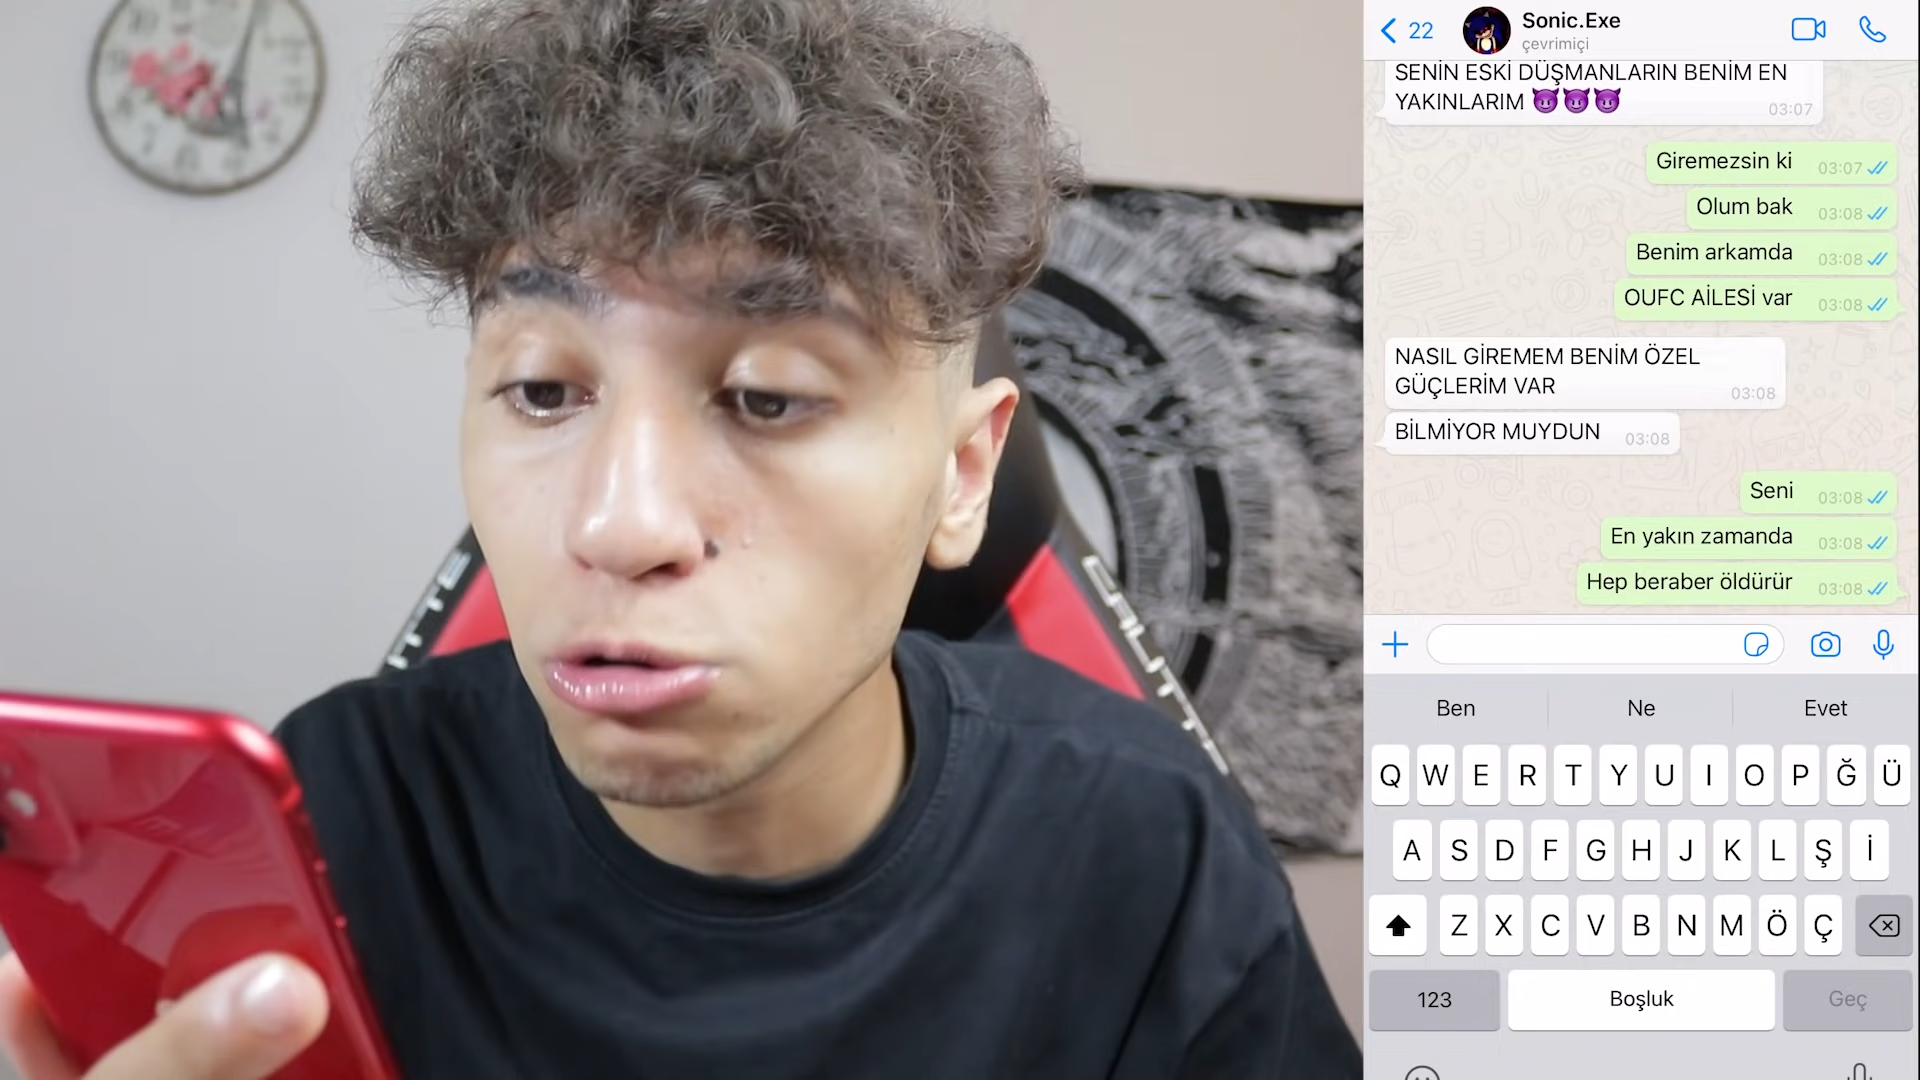 22
Sonic.Exe
çevrimiçi
SENİN ESKİ DÜŞMANLARIN BENİM EN
YAKINLARIM 😈😈😈
03:07
Giremezsin ki 03:07
Olum bak 03:08
Benim arkamda 03:08
OUFC AİLESİ var 03:08
NASIL GİREMEM BENİM ÖZEL
GÜÇLERİM VAR
03:08
BİLMİYOR MUYDUN 03:08
Seni 03:08
En yakın zamanda 03:08
Hep beraber öldürür 03:08
Ben Ne Evet
Q W E R T Y U I O P Ğ Ü
A S D F G H J K L Ş İ
Z X C V B N M Ö Ç
123 Boşluk Geç